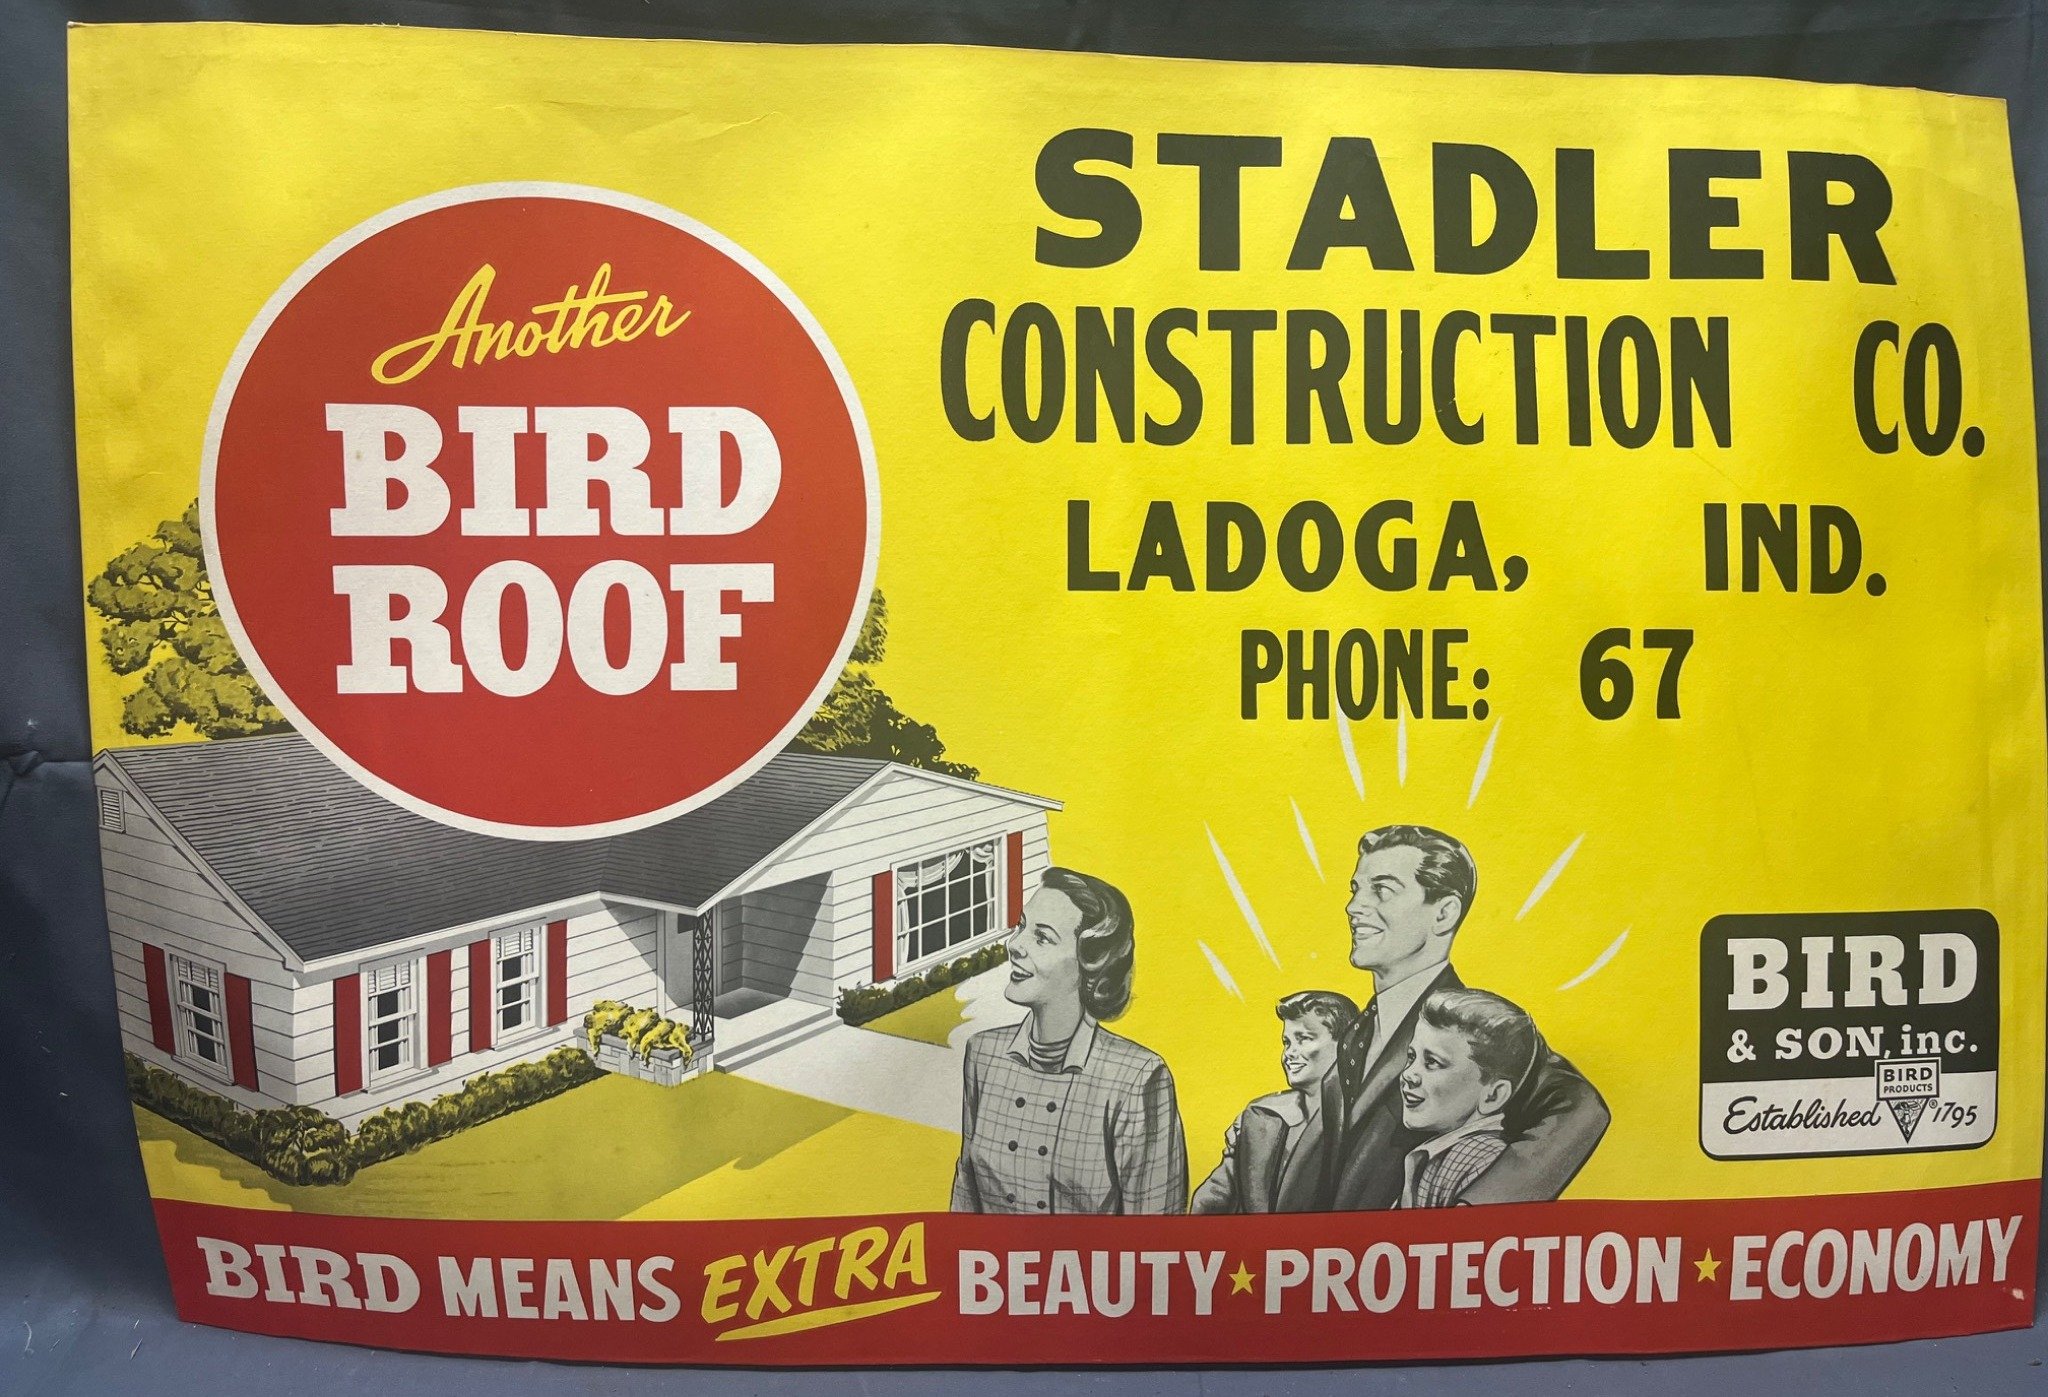 Another
BIRD
ROOF
STADLER
CONSTRUCTION CO.
LADOGA, IND.
PHONE: 67
BIRD
& SON, inc.
BIRD
PRODUCTS
Established ® 1795
BIRD MEANS EXTRA BEAUTY ★ PROTECTION ★ ECONOMY